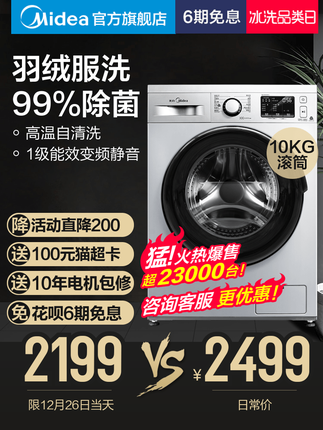 Midea 美的官方旗舰店 6期免息 冰洗品类日
羽绒服洗
99%除菌
·高温自清洗
·1级能效变频静音
Midea
10KG
滚筒
降 活动直降200
送 100元猫超卡
送 10年电机包修
免 花呗6期免息
猛!火热爆售
超23000台!
咨询客服 更优惠!
2199 VS ¥2499
限12月26日当天
日常价